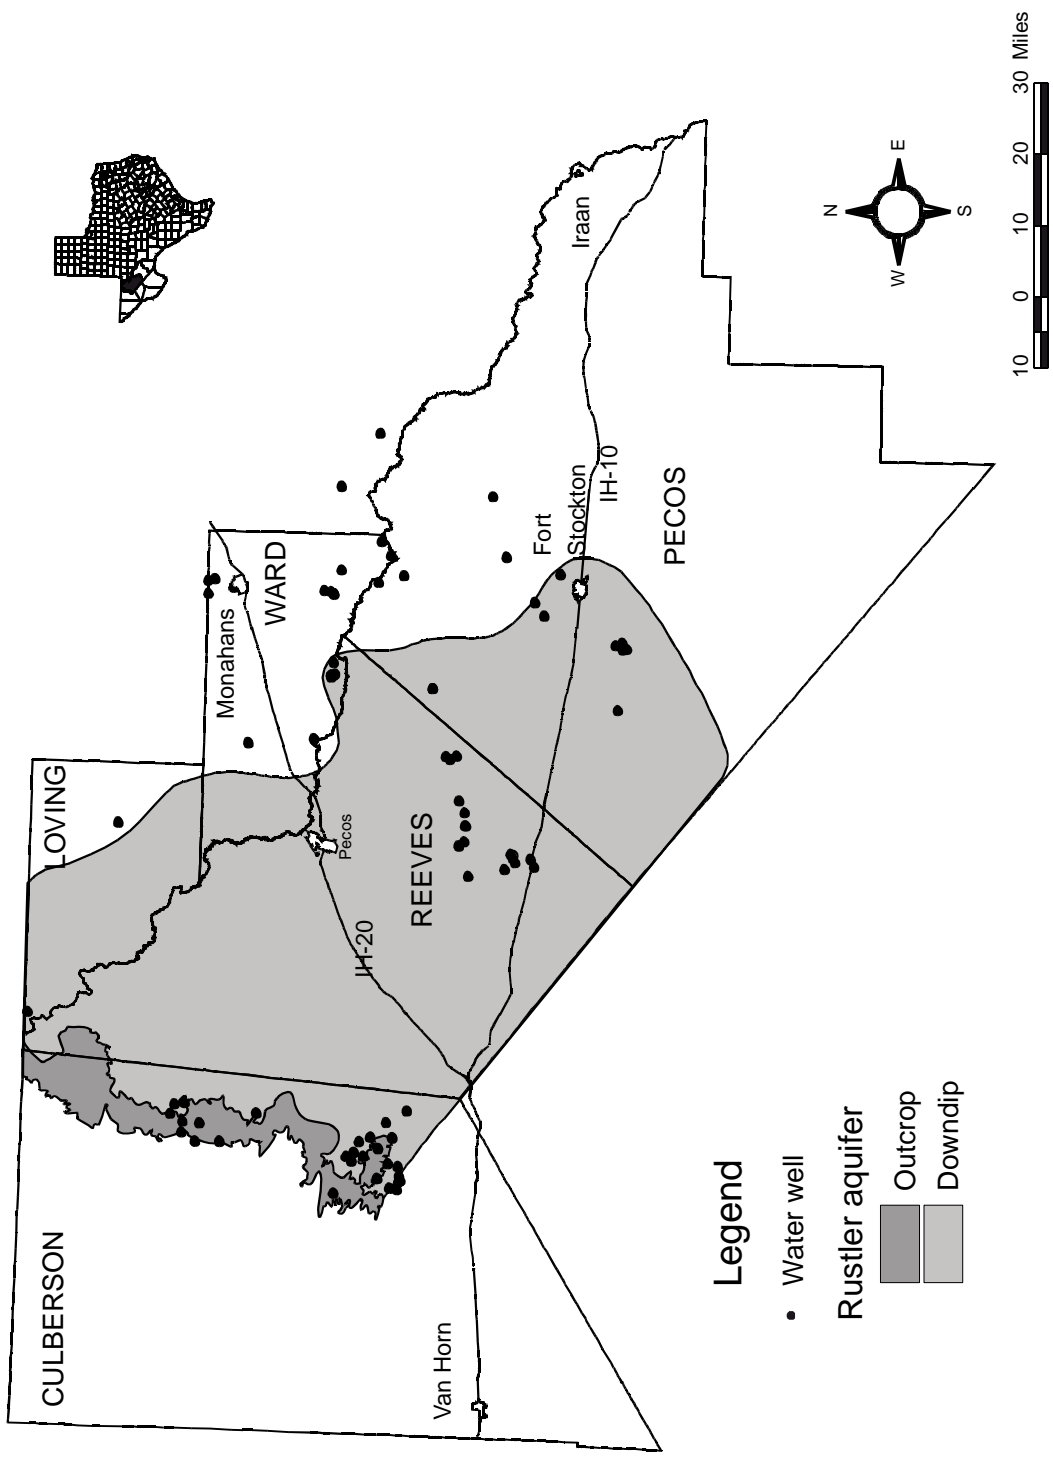 CULBERSON
LOVING
Monahans
WARD
Pecos
IH-20
REEVES
Van Horn
Fort
Stockton
IH-10
PECOS
Iraan
N
W
E
S
10 0 10 20 30 Miles
Legend
Water well
Rustler aquifer
Outcrop
Downdip